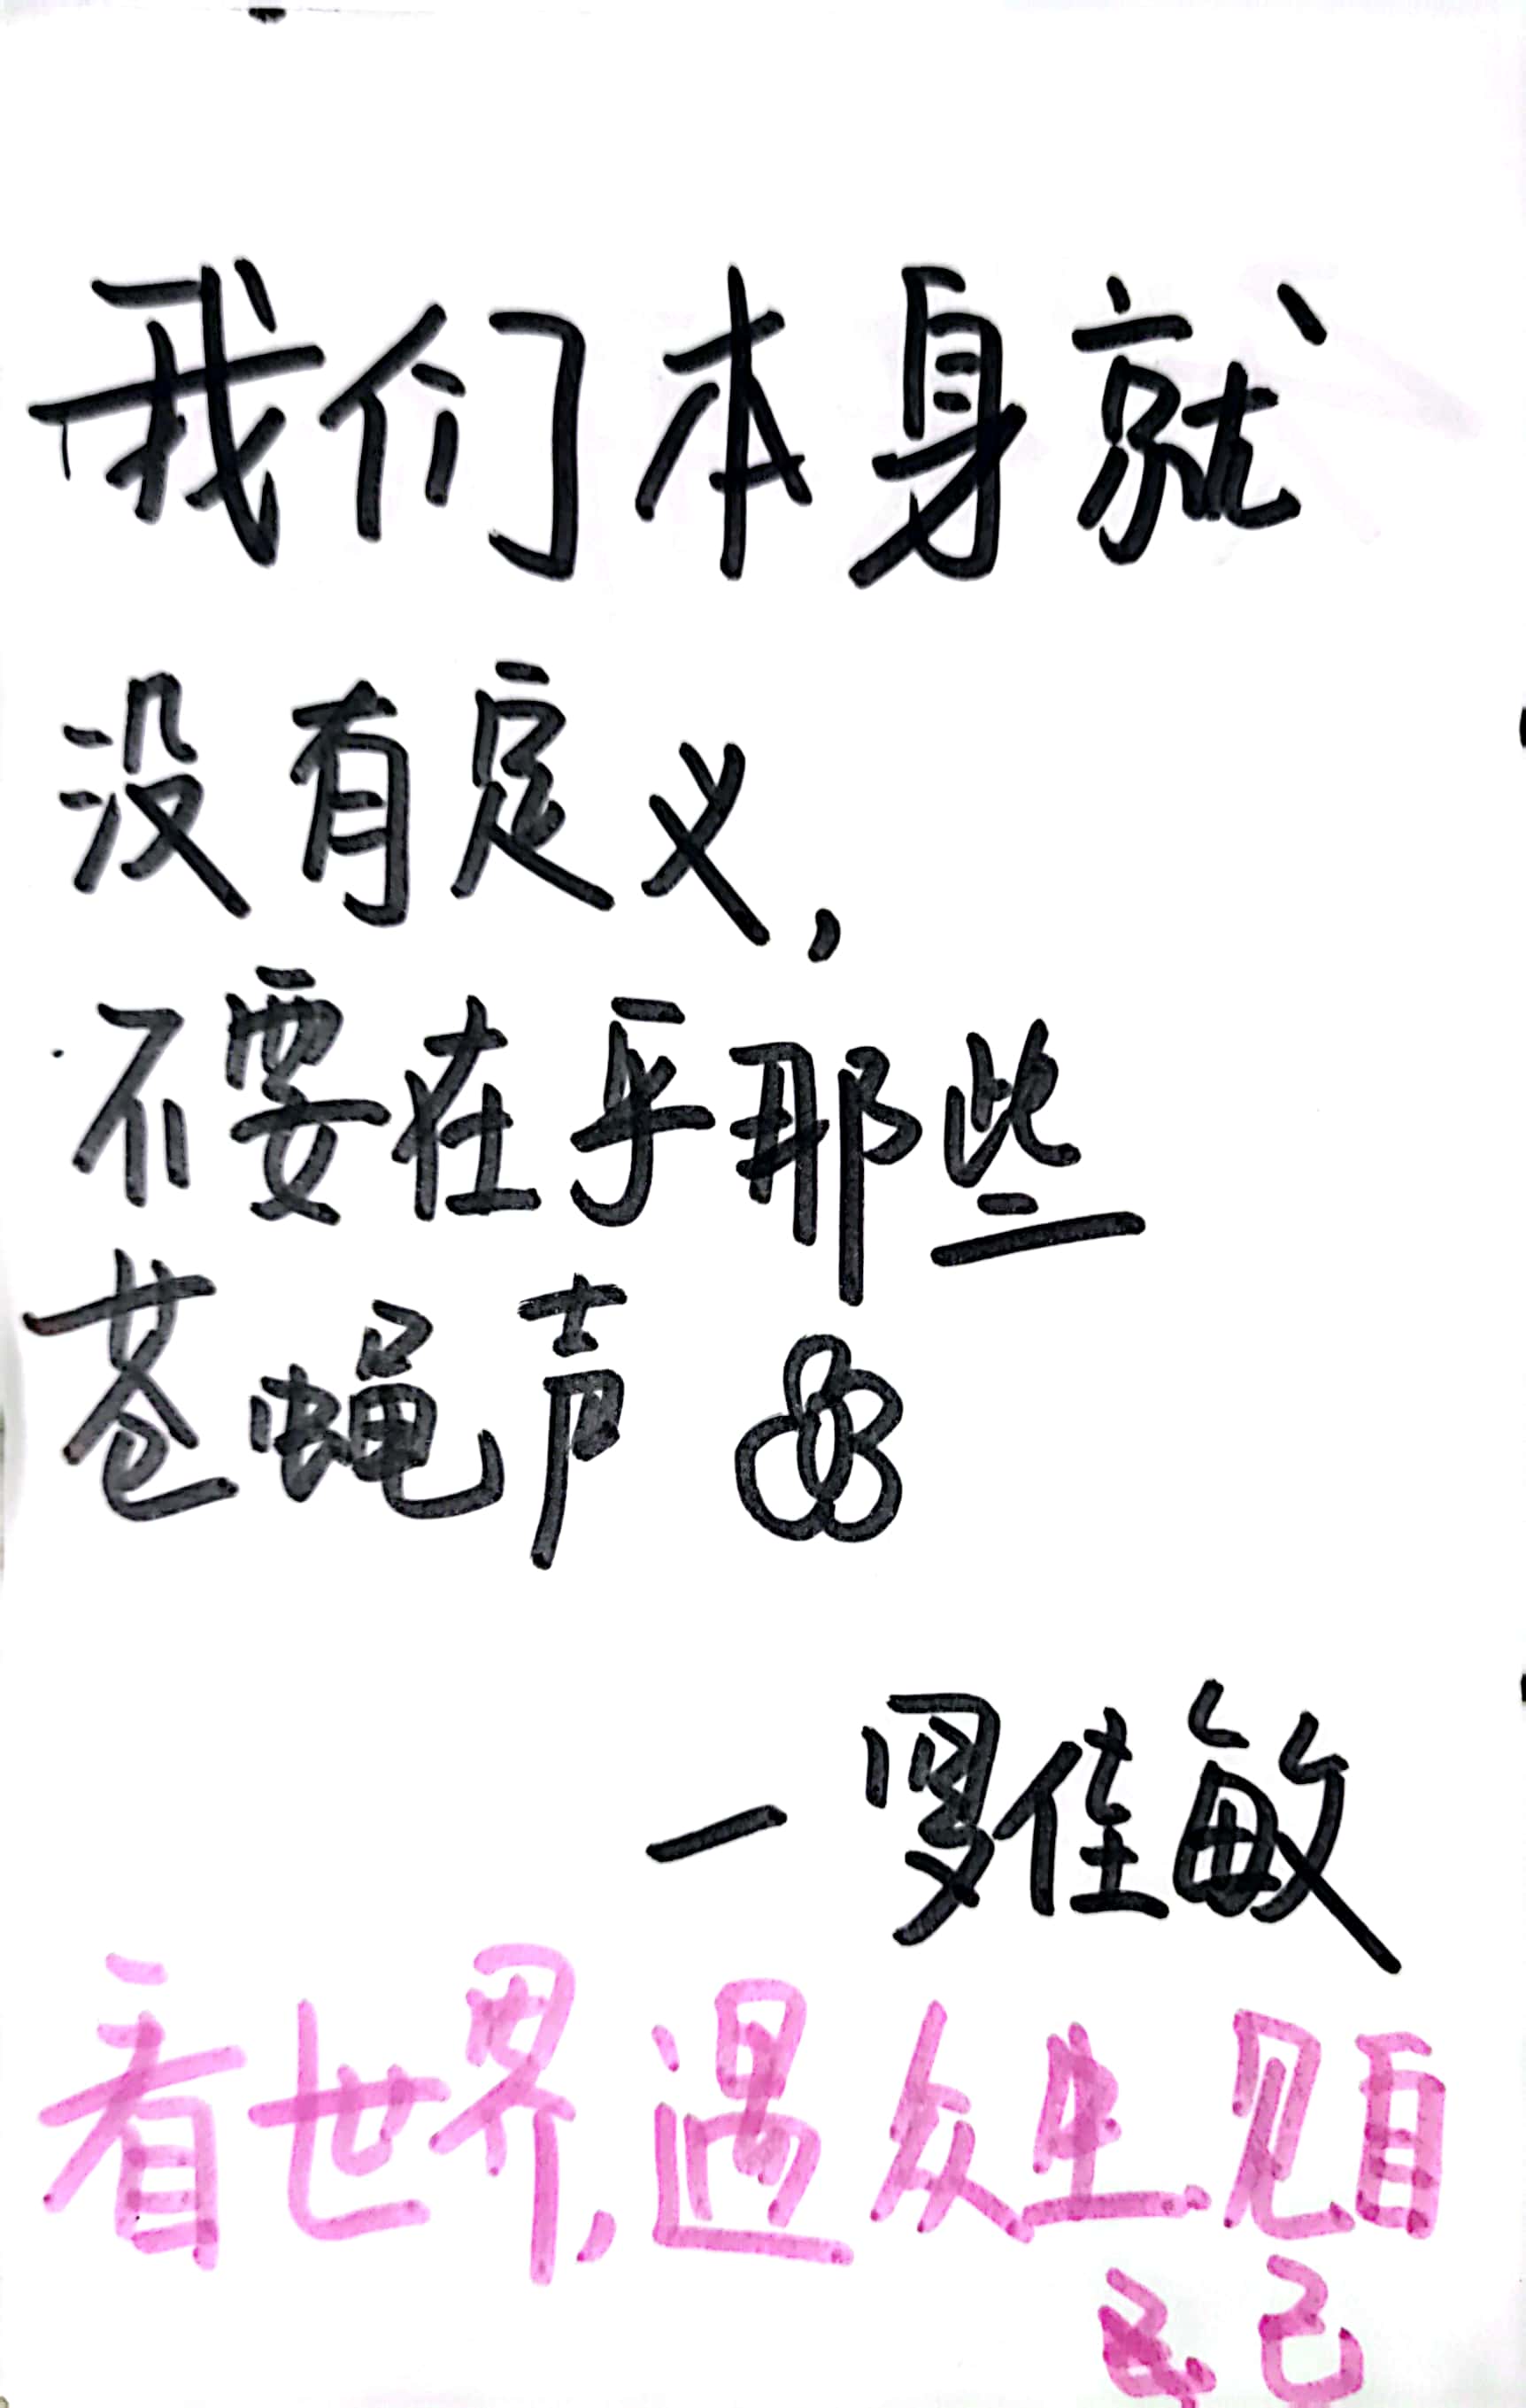 我们本身就
没有定义，
不要在乎那些
苍蝇声
一罗佳敏
看世界，遇众生、见自
己